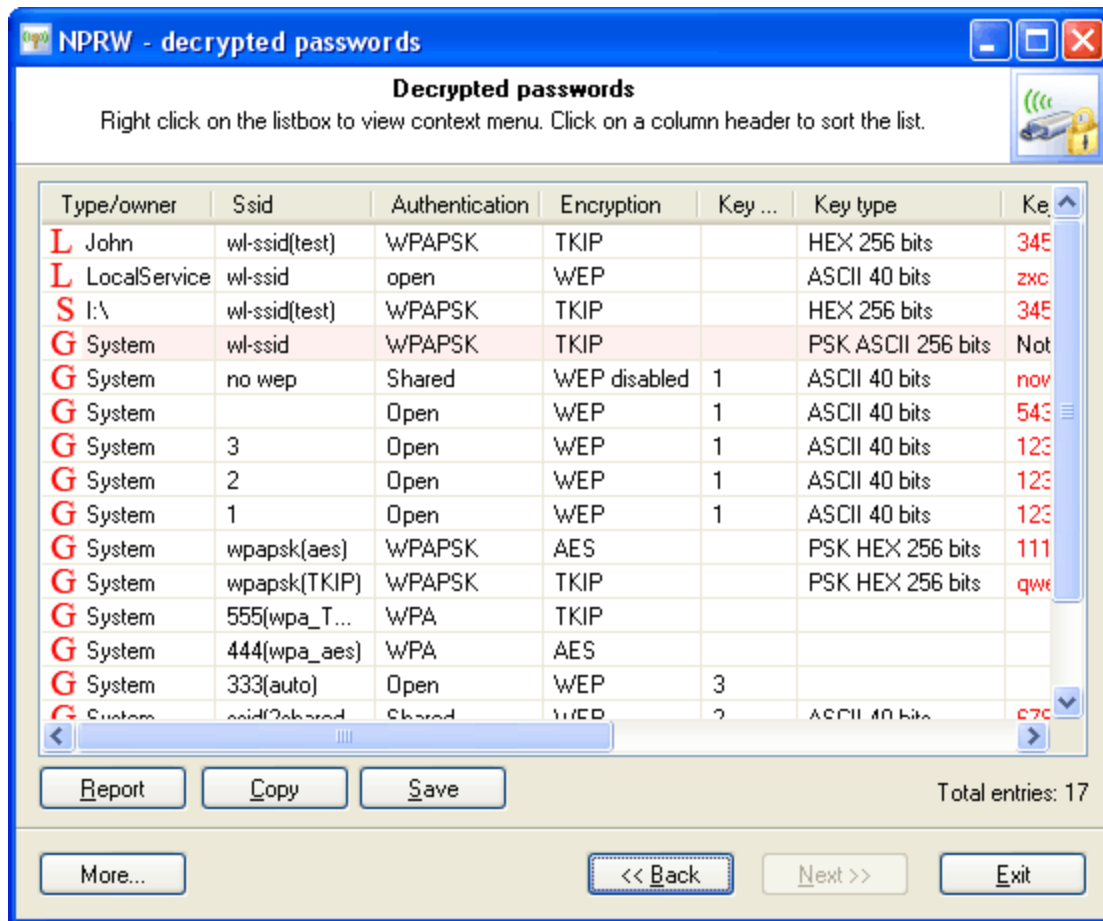 NPRW - decrypted passwords
Decrypted passwords
Right click on the listbox to view context menu. Click on a column header to sort the list.
Type/owner Ssid Authentication Encryption Key ... Key type Ke
L John wl-ssid(test) WPAPSK TKIP HEX 256 bits 345
L LocalService wl-ssid open WEP ASCII 40 bits zxc
S I:\ wl-ssid(test) WPAPSK TKIP HEX 256 bits 345
G System wl-ssid WPAPSK TKIP PSK ASCII 256 bits Not
G System no wep Shared WEP disabled 1 ASCII 40 bits now
G System Open WEP 1 ASCII 40 bits 543
G System 3 Open WEP 1 ASCII 40 bits 123
G System 2 Open WEP 1 ASCII 40 bits 123
G System 1 Open WEP 1 ASCII 40 bits 123
G System wpapsk(aes) WPAPSK AES PSK HEX 256 bits 111
G System wpapsk(TKIP) WPAPSK TKIP PSK HEX 256 bits qwe
G System 555(wpa_T... WPA TKIP
G System 444(wpa_aes) WPA AES
G System 333(auto) Open WEP 3
G System Shared WEP 2 ASCII 40 bits
Report Copy Save Total entries: 17
More... << Back Next >> Exit